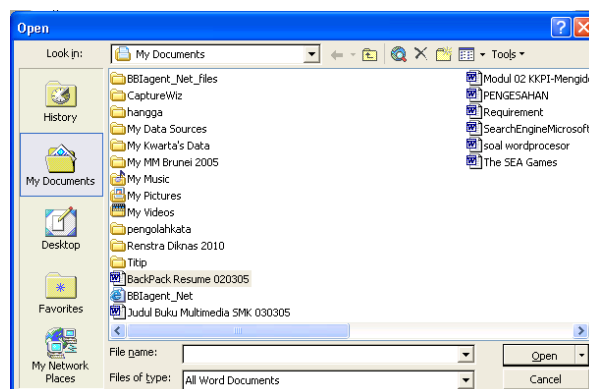 Open
Look in:
My Documents
Tools
History
My Documents
Desktop
Favorites
My Network
Places
BBIagent_Net_files
CaptureWiz
hangga
My Data Sources
My Kwarta's Data
My MM Brunei 2005
My Music
My Pictures
My Videos
pengolahkata
Renstra Diknas 2010
Titip
BackPack Resume 020305
BBIagent_Net
Judul Buku Multimedia SMK 030305
Modul 02 KKPI-Mengide
PENGESAHAN
Requirement
SearchEngineMicrosoft
soal wordprocesor
The SEA Games
File name:
Open
Files of type:
All Word Documents
Cancel